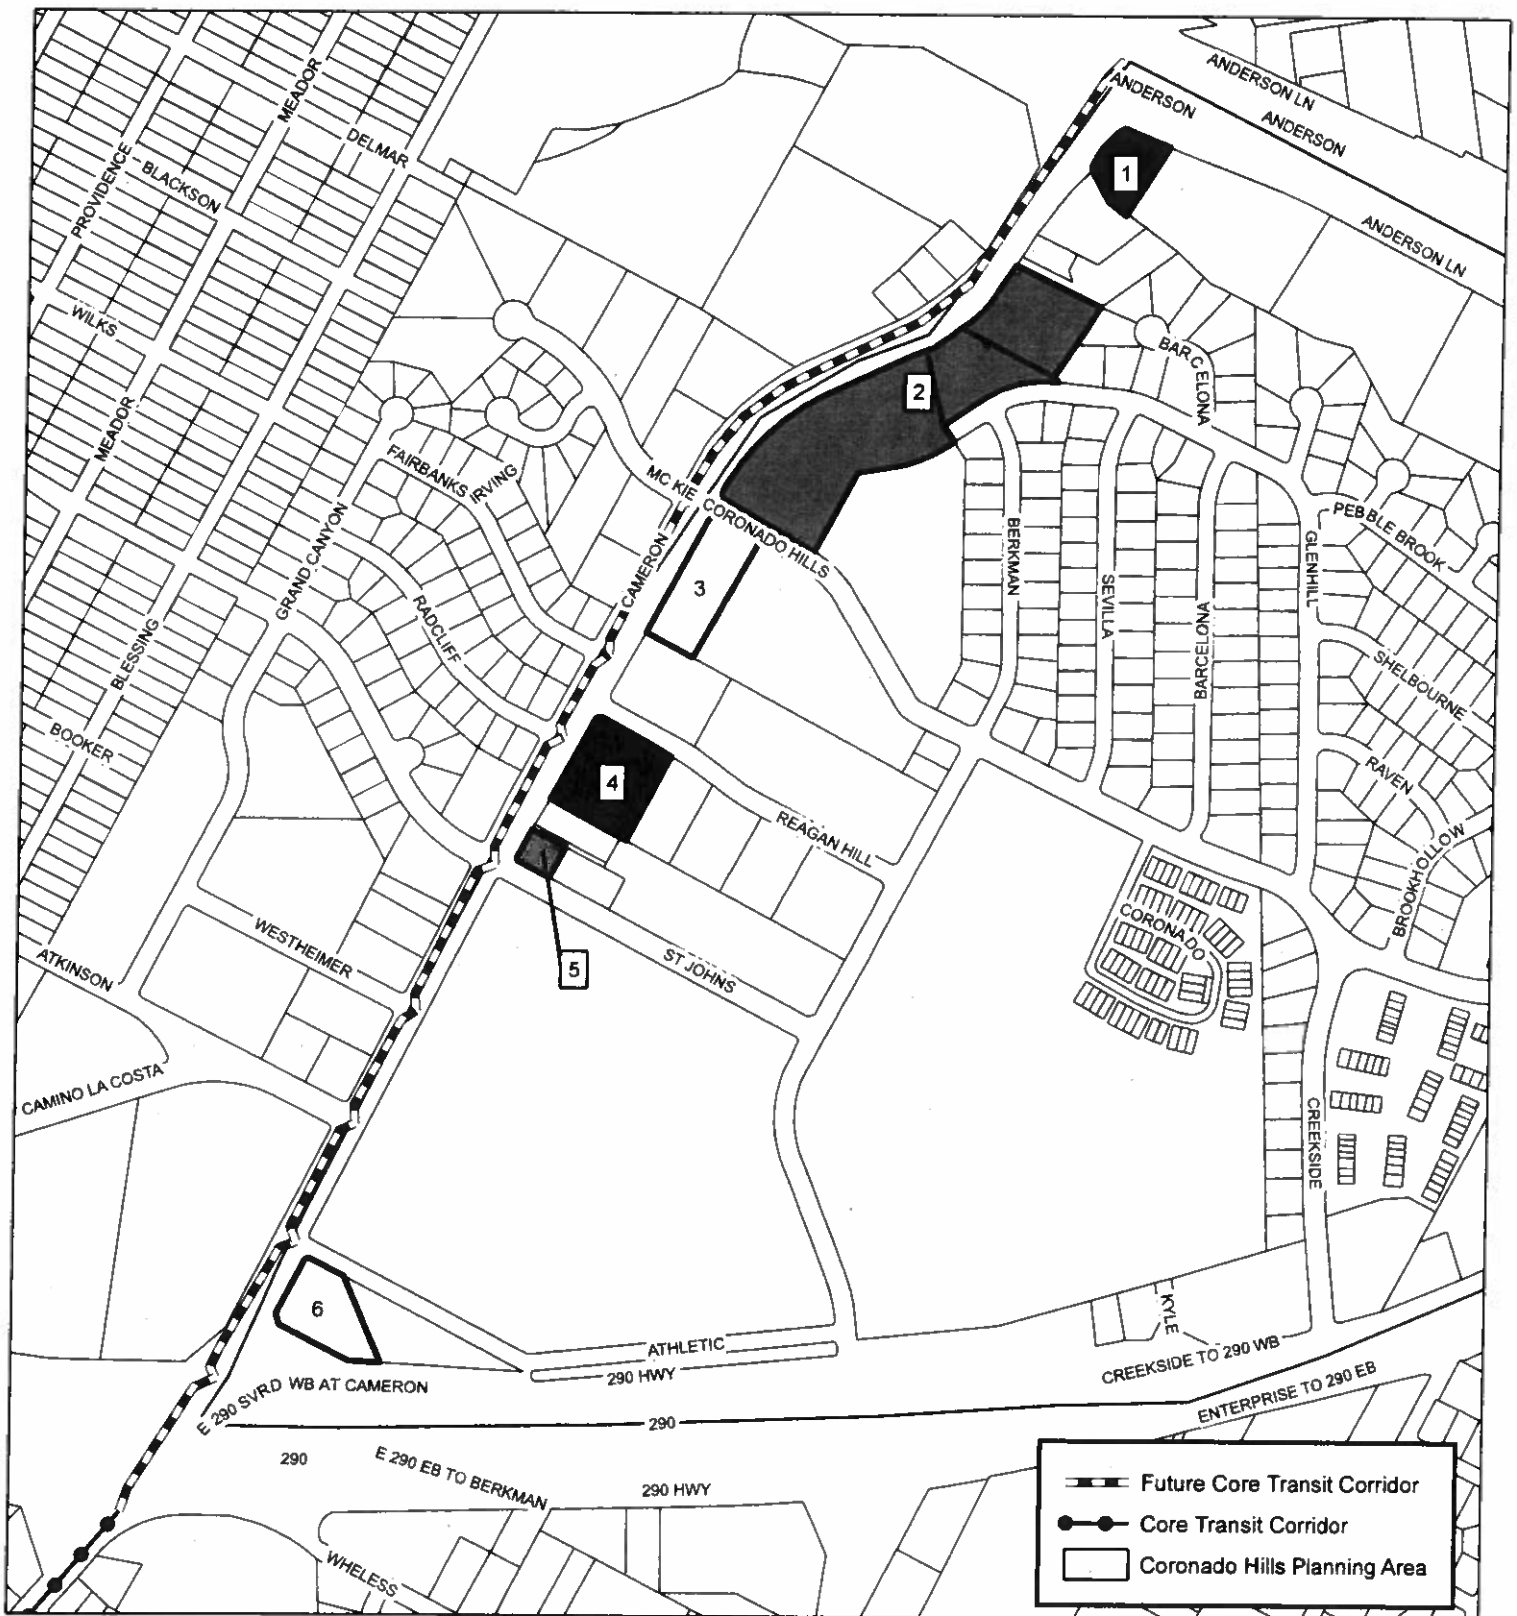 MEADOR
ANDERSON LN
ANDERSON
ANDERSON
DELMAR
PROVIDENCE
BLACKSON
1
ANDERSON LN
WILKS
BARCELONA
2
MEADOR
FAIRBANKS
IRVING
MC KIE
CORONADO HILLS
PEBBLE BROOK
GRAND CANYON
BERKMAN
GLENHILL
CAMERON
3
SEVILLA
RADCLIFF
BARCELONA
BLESSING
SHELBOURNE
BOOKER
4
RAVEN
REAGAN HILL
BROOKHOLLOW
CORONADO
WESTHEIMER
ATKINSON
5
ST JOHNS
CAMINO LA COSTA
CREEKSIDE
6
KYLE
ATHLETIC
290 HWY
CREEKSIDE TO 290 WB
E 290 SVRD WB AT CAMERON
ENTERPRISE TO 290 EB
290
290
E 290 EB TO BERKMAN
290 HWY
WHELESS
Future Core Transit Corridor
Core Transit Corridor
Coronado Hills Planning Area